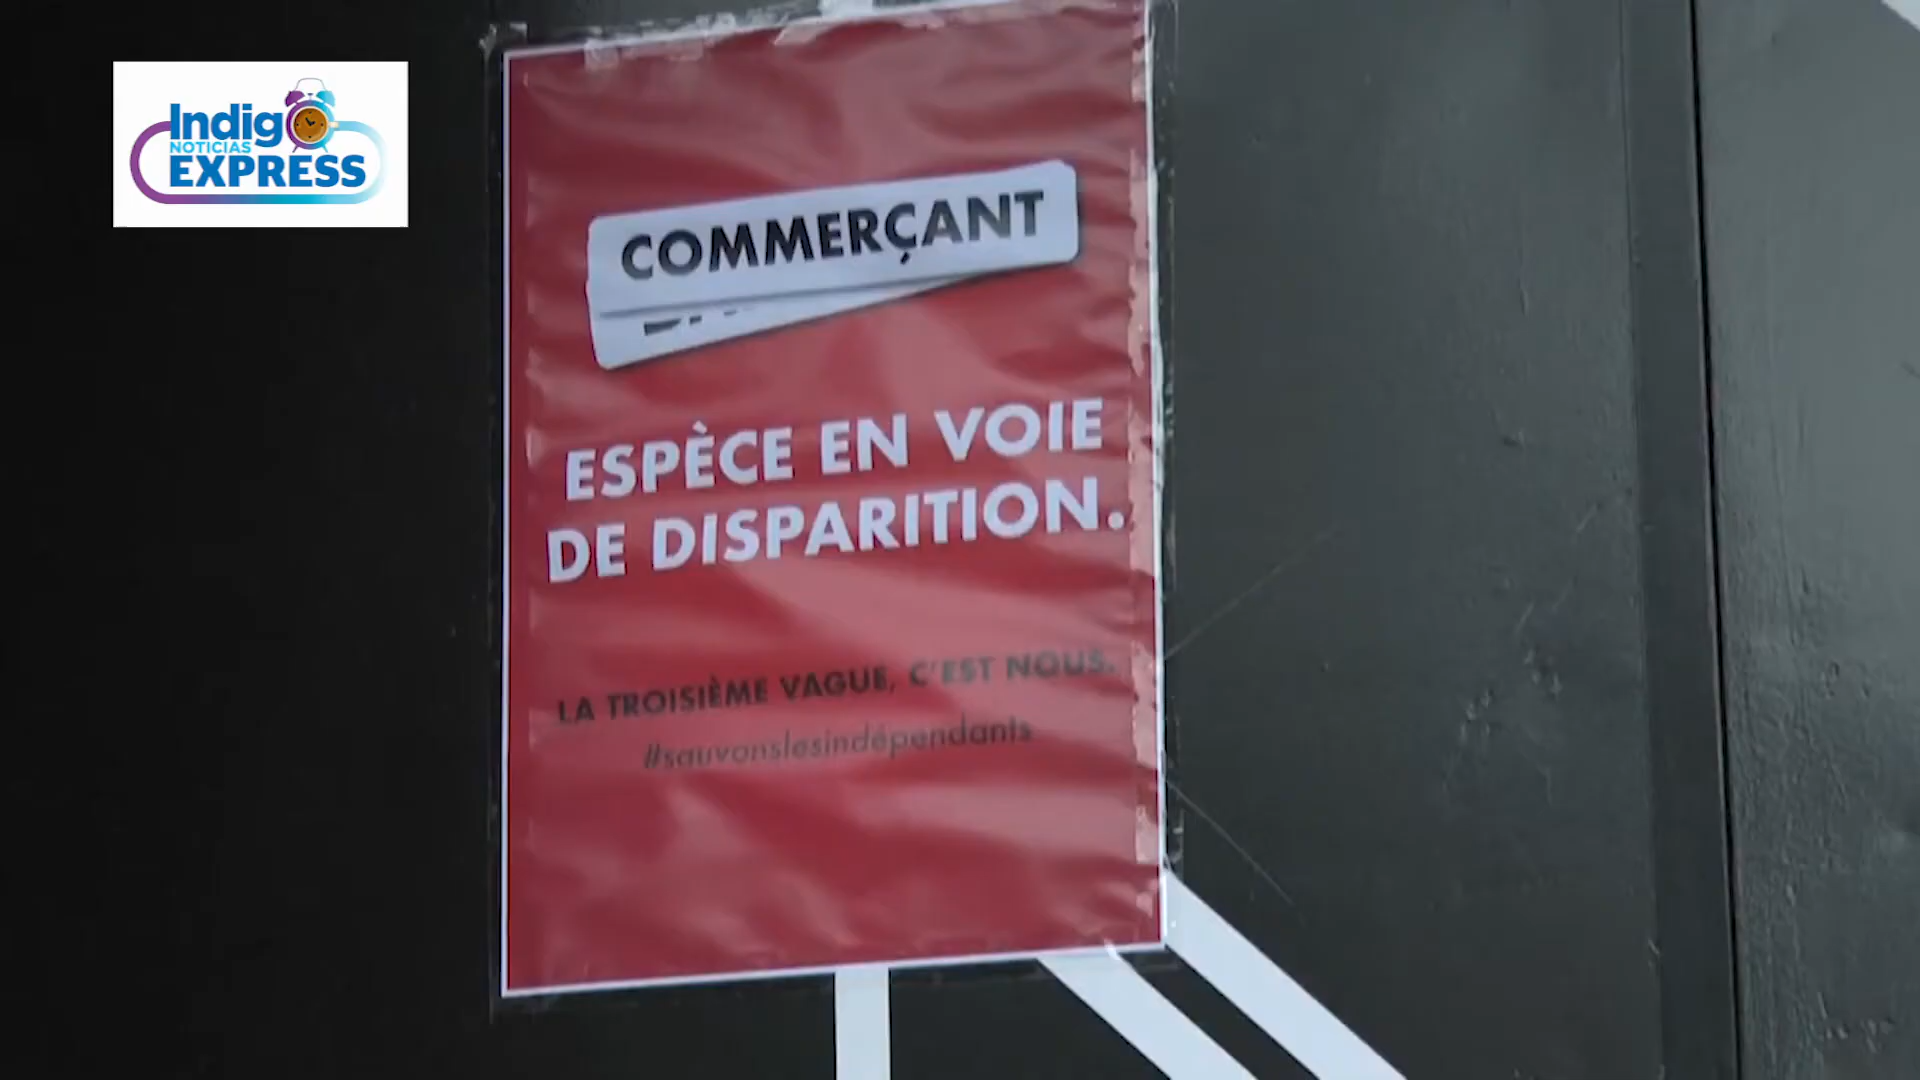 Indigo
NOTICIAS
EXPRESS
COMMERÇANT
ESPÈCE EN VOIE
DE DISPARITION.
LA TROISIÈME VAGUE, C'EST NOUS.
#sauvonslesindépendants